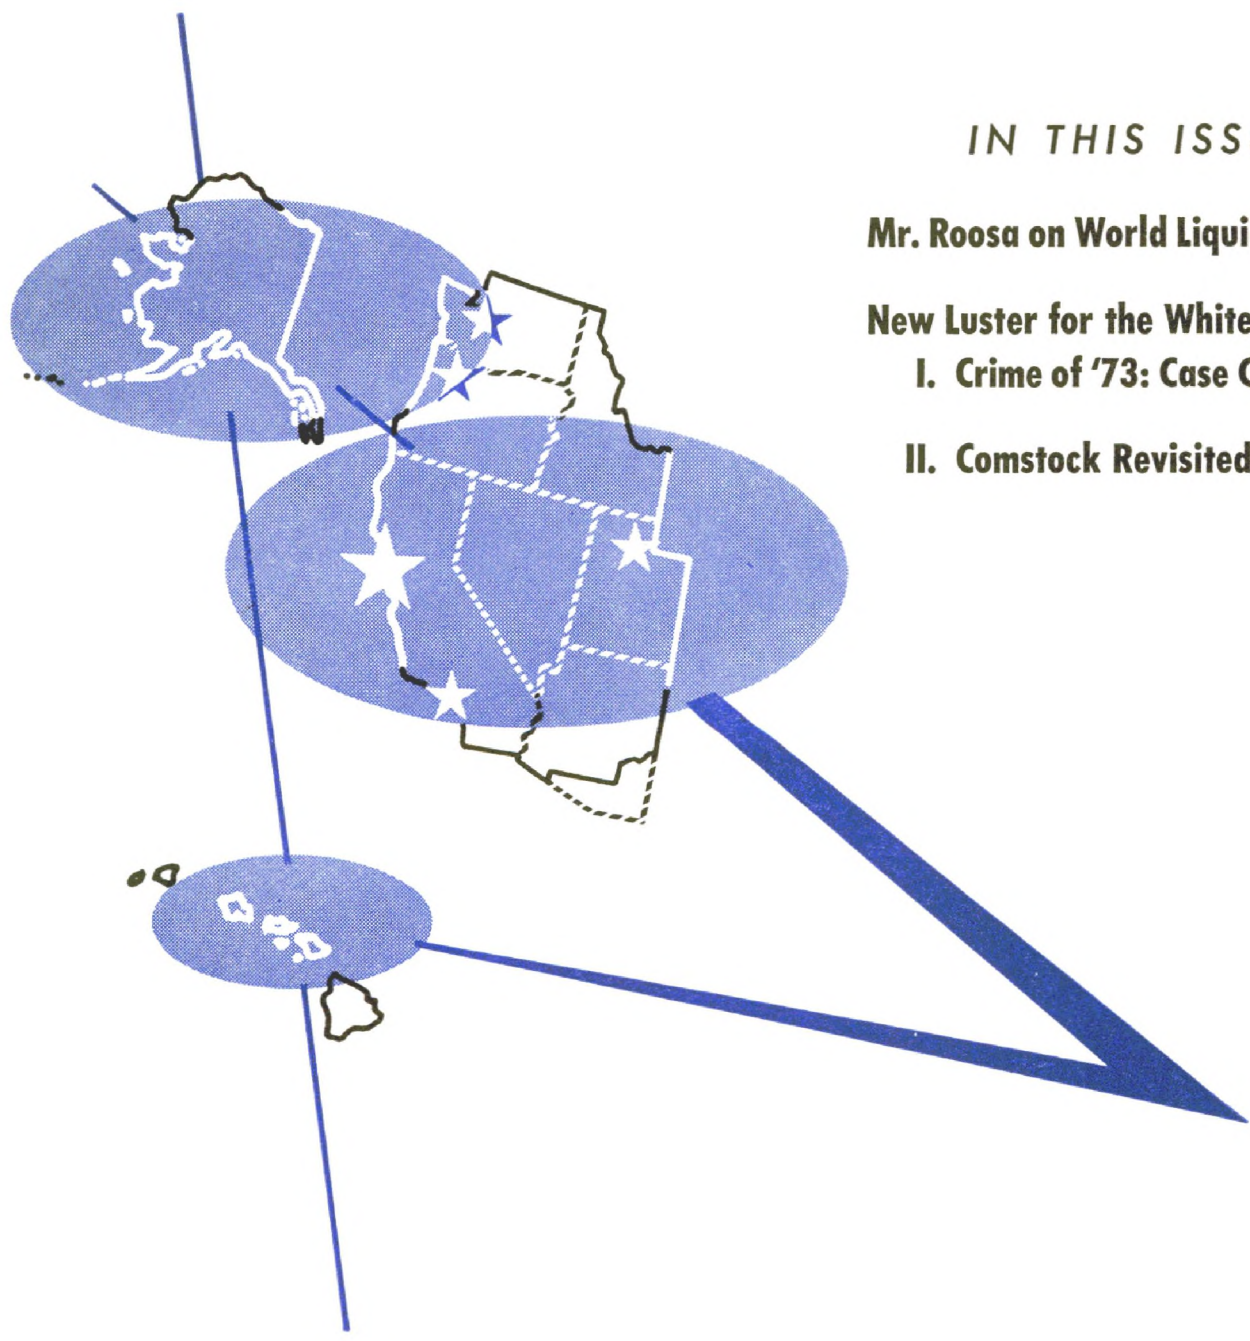 IN THIS ISS
Mr. Roosa on World Liqui
New Luster for the White
I. Crime of '73: Case
II. Comstock Revisited